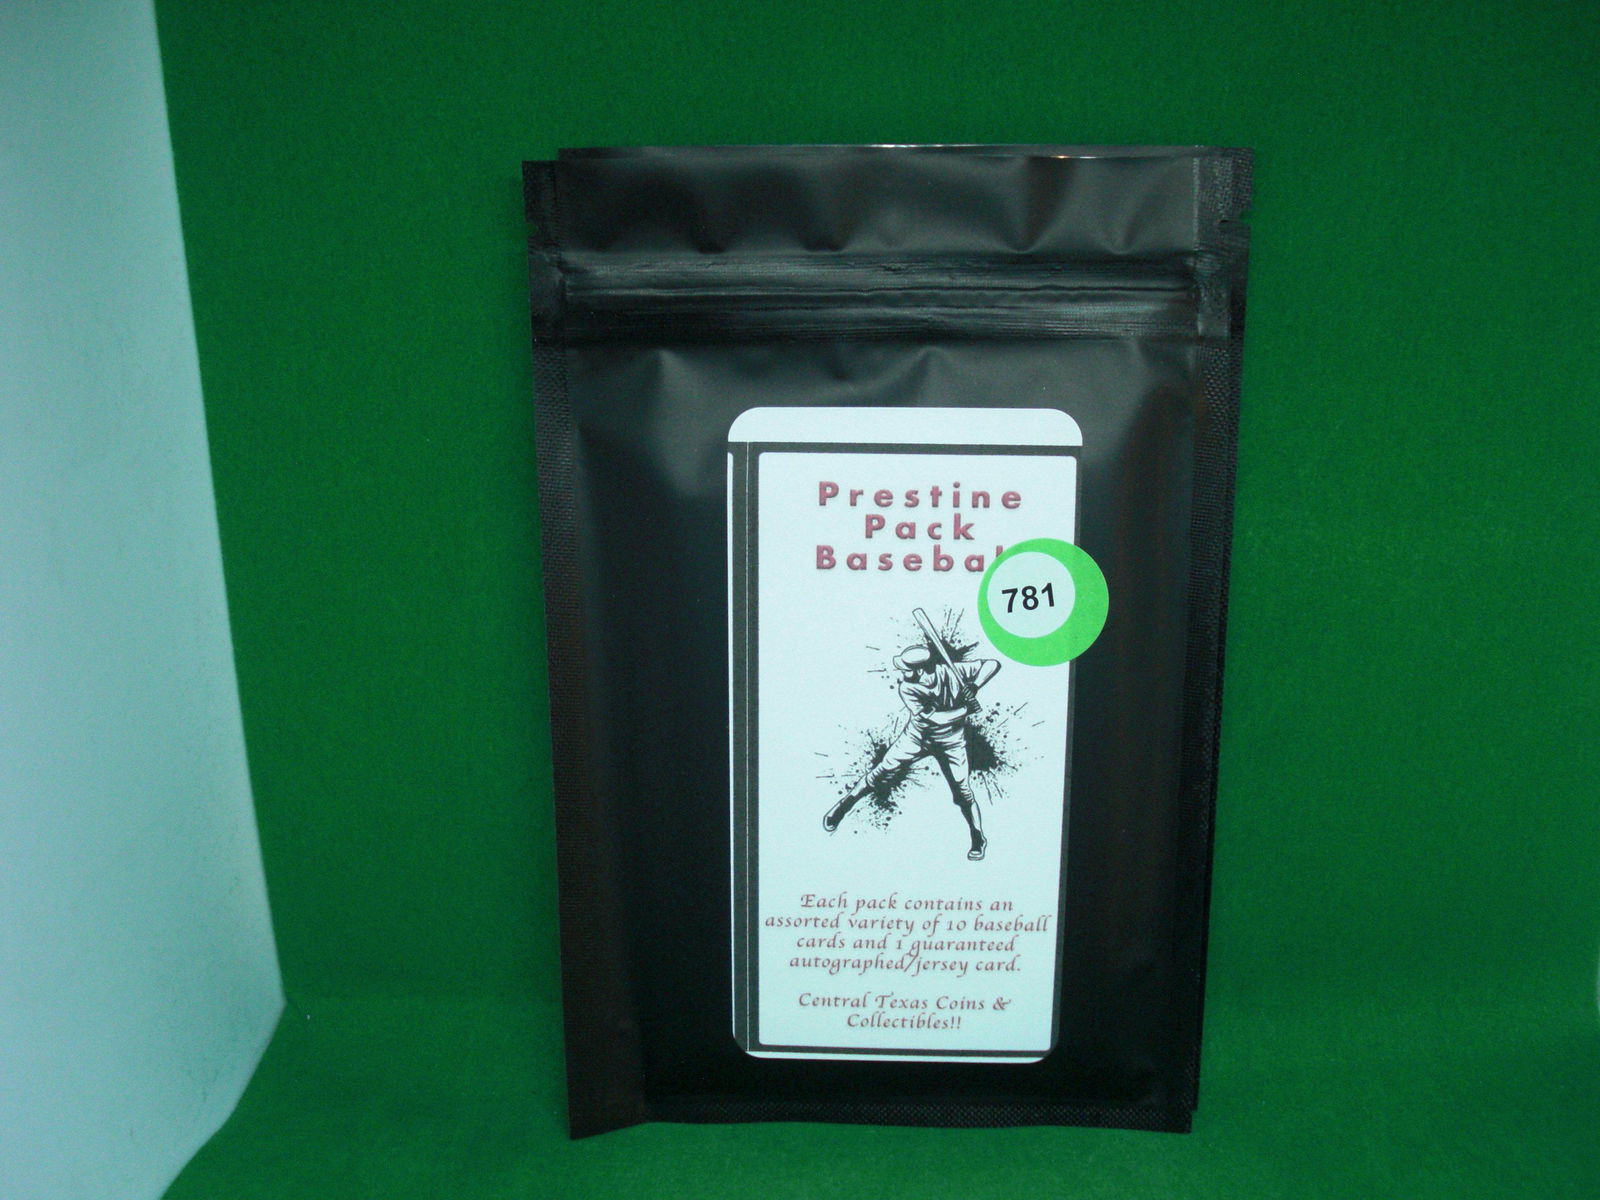 Prestine
Pack
Basebal
781
Each pack contains an
assorted variety of 10 baseball
cards and 1 guaranteed
autographed/jersey card.
Central Texas Coins &
Collectibles!!